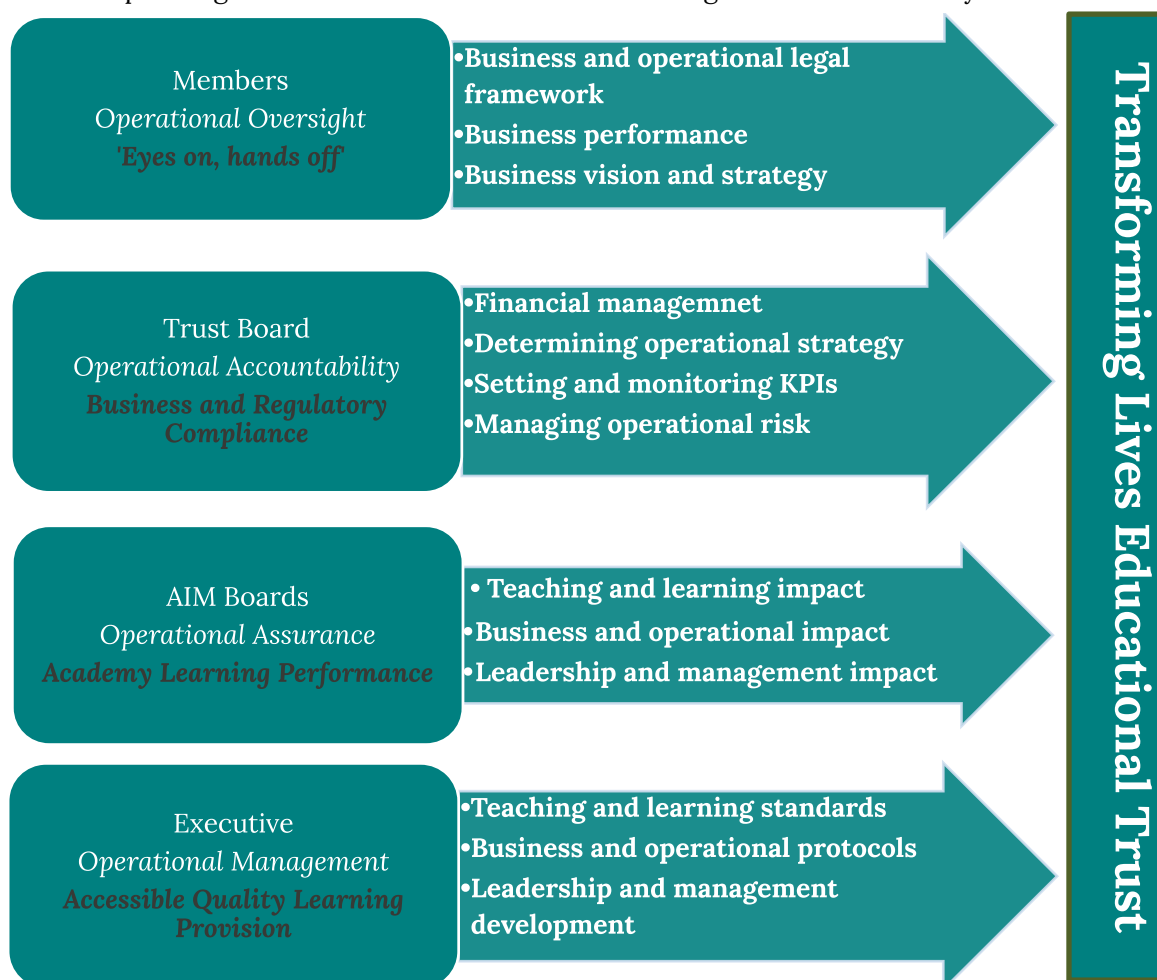 Members
Operational Oversight
'Eyes on, hands off'
•Business and operational legal
framework
•Business performance
•Business vision and strategy
Trust Board
Operational Accountability
Business and Regulatory
Compliance
•Financial managemnet
•Determining operational strategy
•Setting and monitoring KPIs
•Managing operational risk
AIM Boards
Operational Assurance
Academy Learning Performance
• Teaching and learning impact
•Business and operational impact
•Leadership and management impact
Executive
Operational Management
Accessible Quality Learning
Provision
•Teaching and learning standards
•Business and operational protocols
•Leadership and management
development
Transforming Lives Educational Trust